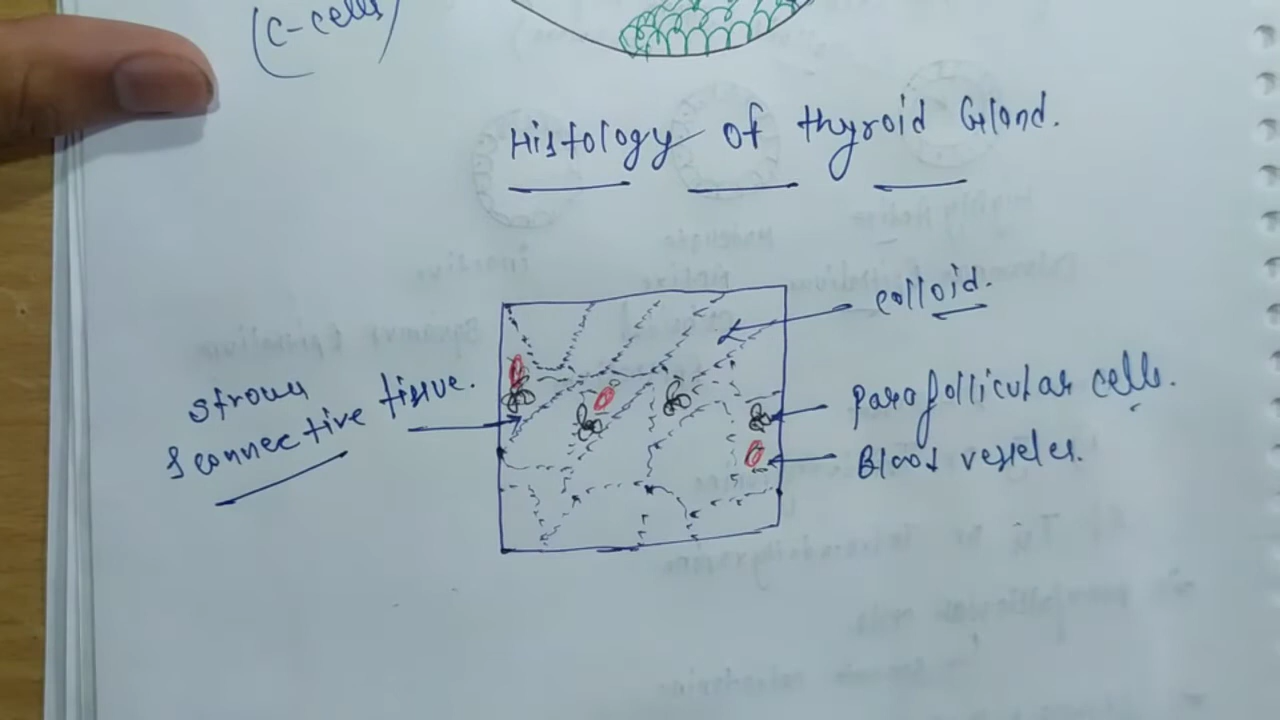 (C-cells)
Histology of thyroid Gland.
colloid.
Parafollicular cells.
Blood vessels.
stroma
& connective tissue.